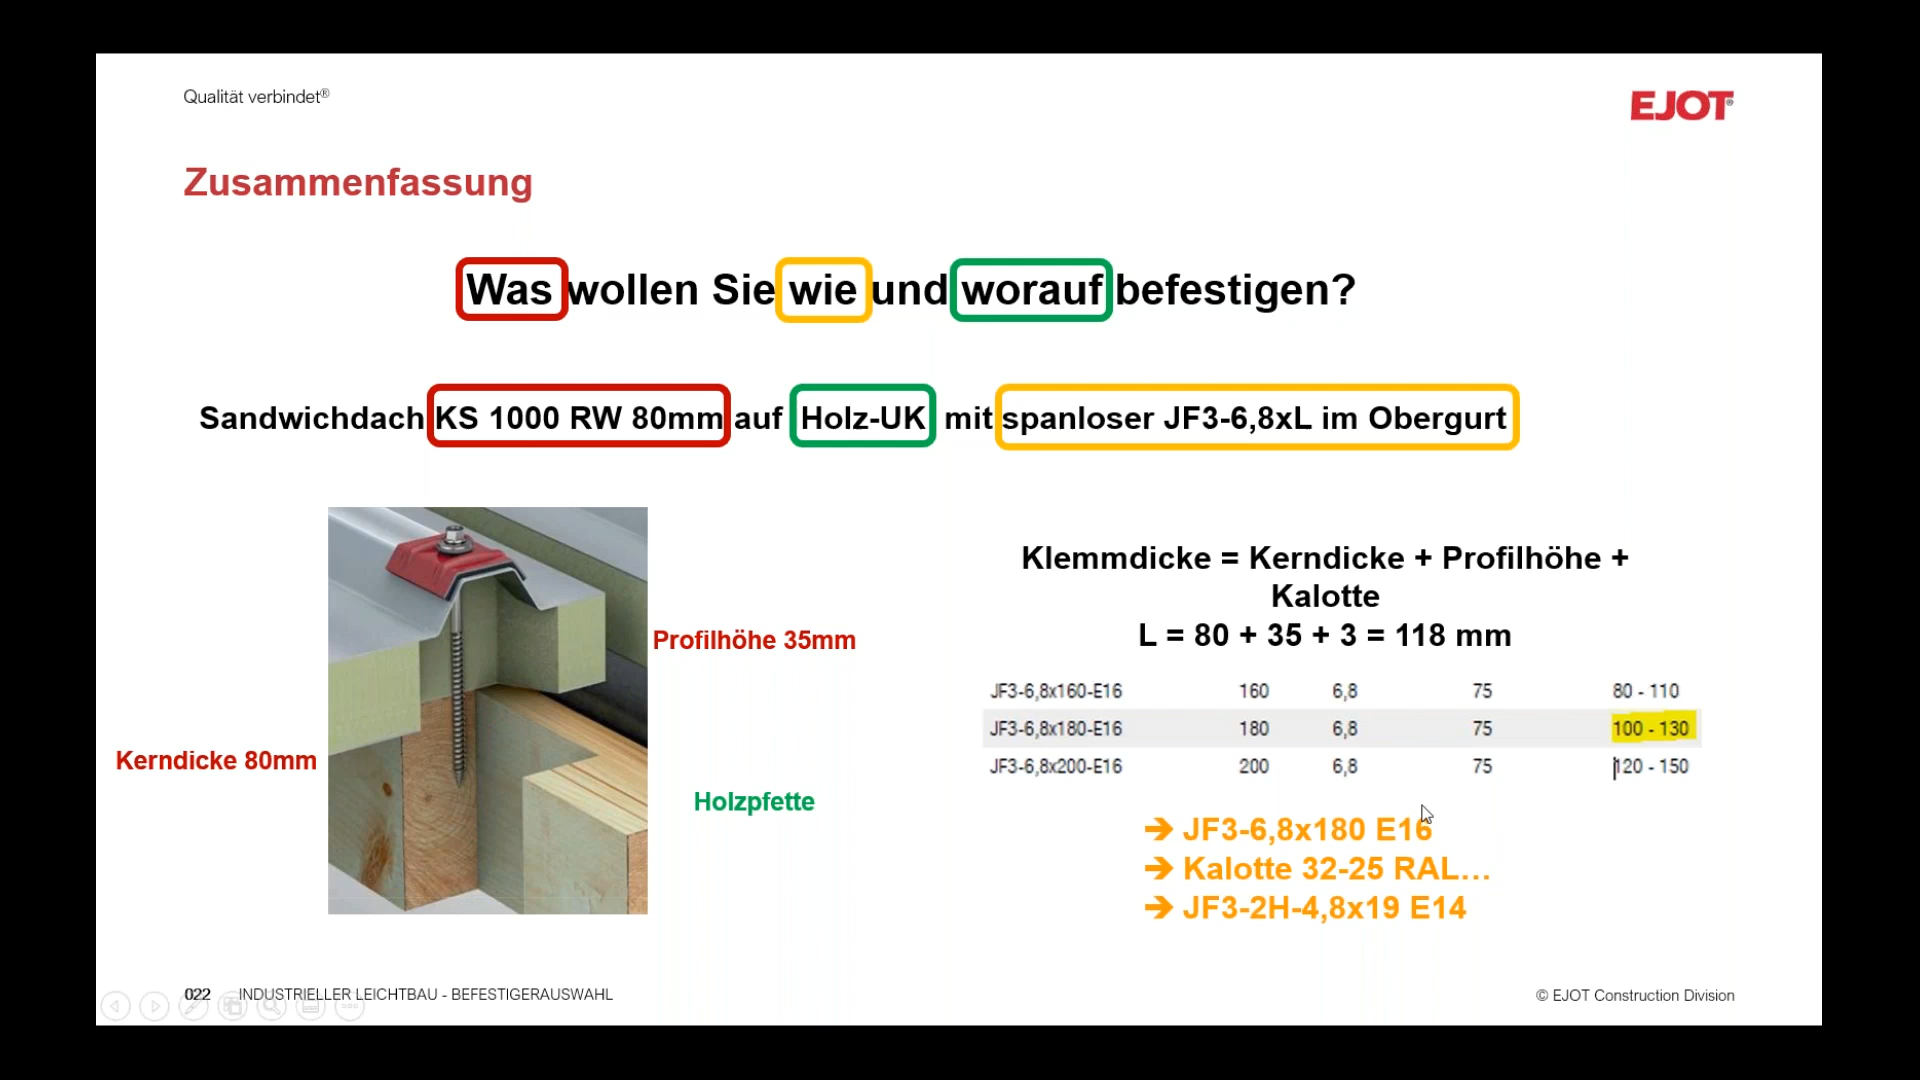 Qualität verbindet®
EJOT®
Zusammenfassung
Was wollen Sie wie und worauf befestigen?
Sandwichdach KS 1000 RW 80mm auf Holz-UK mit spanloser JF3-6,8xL im Obergurt
Klemmdicke = Kerndicke + Profilhöhe +
Kalotte
L = 80 + 35 + 3 = 118 mm
Profilhöhe 35mm
Kerndicke 80mm
Holzpfette
JF3-6,8x160-E16 160 6,8 75 80 - 110
JF3-6,8x180-E16 180 6,8 75 100 - 130
JF3-6,8x200-E16 200 6,8 75 120 - 150
➔ JF3-6,8x180 E16
➔ Kalotte 32-25 RAL…
➔ JF3-2H-4,8x19 E14
022 INDUSTRIELLER LEICHTBAU - BEFESTIGERAUSWAHL
© EJOT Construction Division